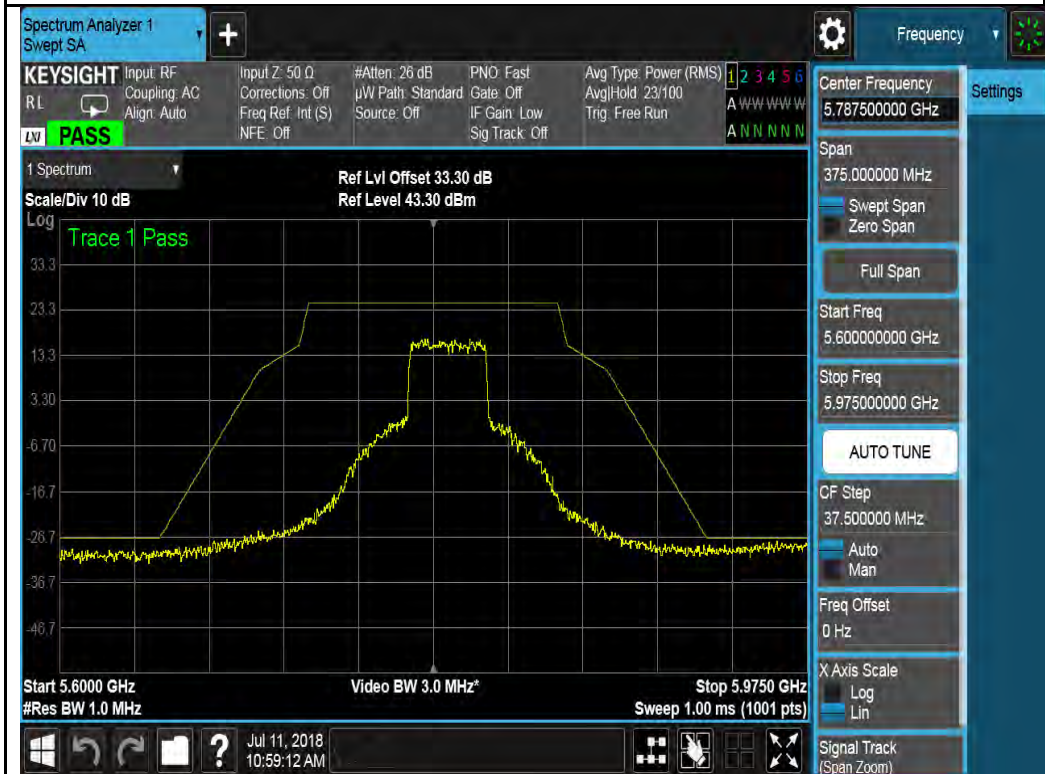 Spectrum Analyzer 1
Swept SA
+
Frequency
KEYSIGHT
RL
LXI PASS
Input: RF
Coupling: AC
Align: Auto
Input Z: 50 Ω
Corrections: Off
Freq Ref: Int (S)
NFE: Off
#Atten: 26 dB
µW Path: Standard
Source: Off
PNO: Fast
Gate: Off
IF Gain: Low
Sig Track: Off
Avg Type: Power (RMS)
Avg|Hold: 23/100
Trig: Free Run
1 2 3 4 5 6
A W W W W W
A N N N N N
1 Spectrum
Scale/Div 10 dB
Ref Lvl Offset 33.30 dB
Ref Level 43.30 dBm
Log
Trace 1 Pass
33.3
23.3
13.3
3.30
-6.70
-16.7
-26.7
-36.7
-46.7
Start 5.6000 GHz
#Res BW 1.0 MHz
Video BW 3.0 MHz*
Stop 5.9750 GHz
Sweep 1.00 ms (1001 pts)
Jul 11, 2018
10:59:12 AM
?
Center Frequency
5.787500000 GHz
Settings
Span
375.000000 MHz
Swept Span
Zero Span
Full Span
Start Freq
5.600000000 GHz
Stop Freq
5.975000000 GHz
AUTO TUNE
CF Step
37.500000 MHz
Auto
Man
Freq Offset
0 Hz
X Axis Scale
Log
Lin
Signal Track
(Span Zoom)